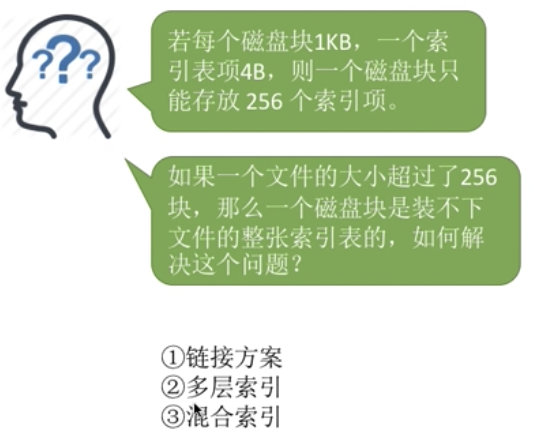 ???
若每个磁盘块1KB，一个索
引表项4B，则一个磁盘块只
能存放 256 个索引项。
如果一个文件的大小超过了256
块，那么一个磁盘块是装不下
文件的整张索引表的，如何解
决这个问题？
①链接方案
②多层索引
③混合索引